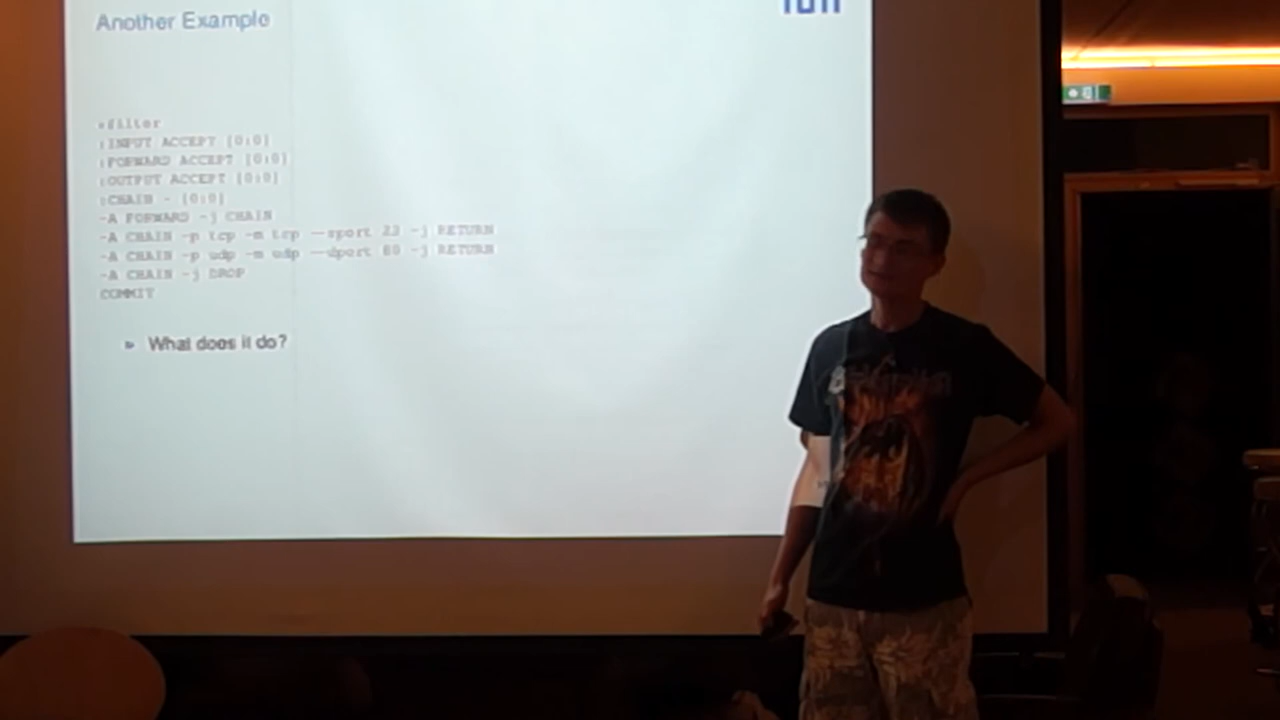 Another Example
*filter
:INPUT ACCEPT [0:0]
:FORWARD ACCEPT [0:0]
:OUTPUT ACCEPT [0:0]
:CHAIN - [0:0]
-A FORWARD -j CHAIN
-A CHAIN -p tcp -m tcp --sport 22 -j RETURN
-A CHAIN -p udp -m udp --dport 80 -j RETURN
-A CHAIN -j DROP
COMMIT
What does it do?